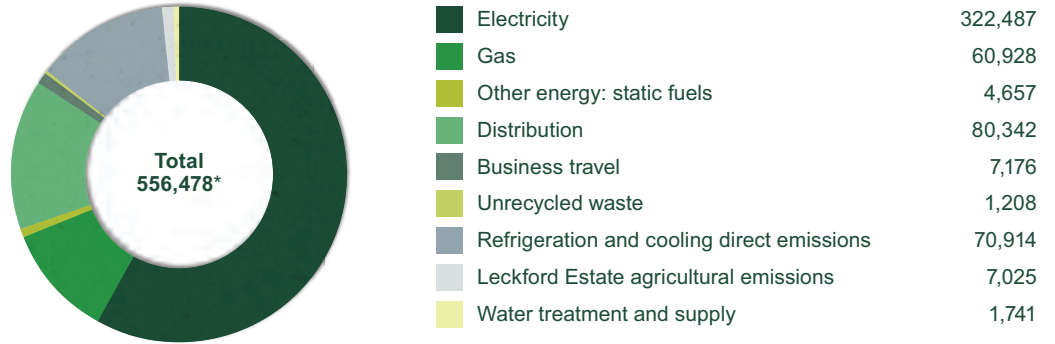 Total
556,478*
Electricity 322,487
Gas 60,928
Other energy: static fuels 4,657
Distribution 80,342
Business travel 7,176
Unrecycled waste 1,208
Refrigeration and cooling direct emissions 70,914
Leckford Estate agricultural emissions 7,025
Water treatment and supply 1,741